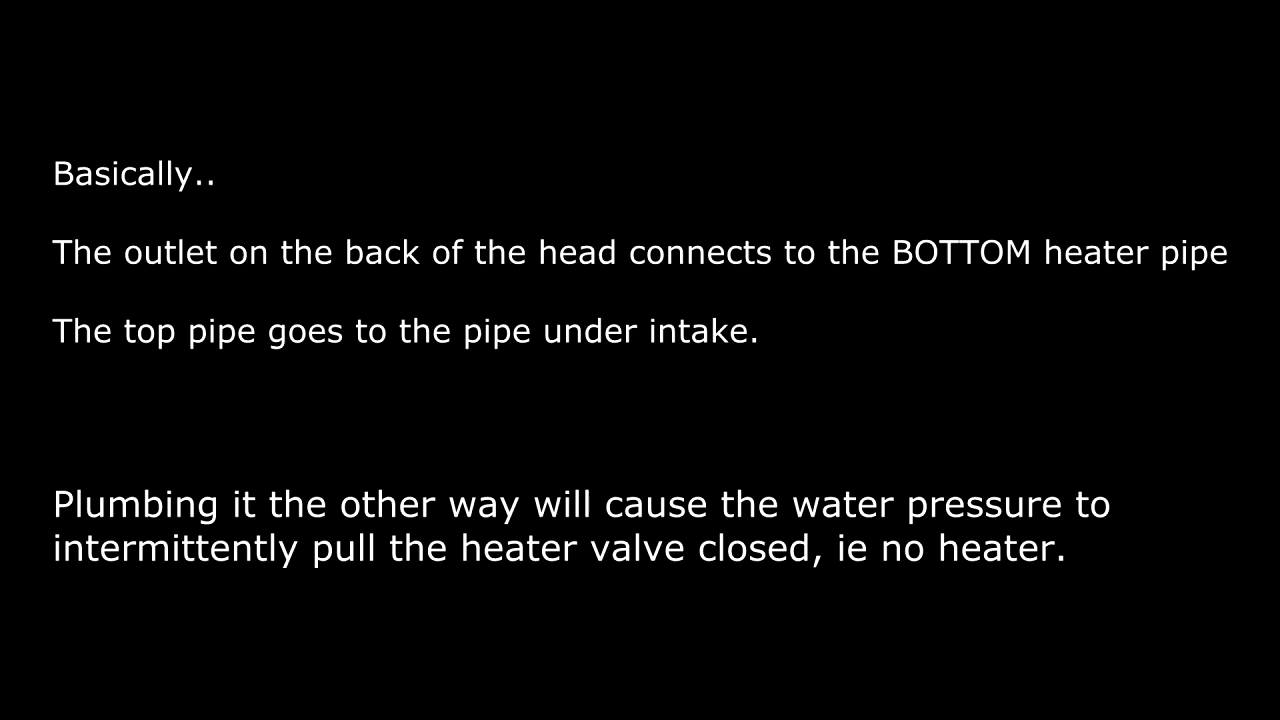 Basically..
The outlet on the back of the head connects to the BOTTOM heater pipe
The top pipe goes to the pipe under intake.
Plumbing it the other way will cause the water pressure to
intermittently pull the heater valve closed, ie no heater.